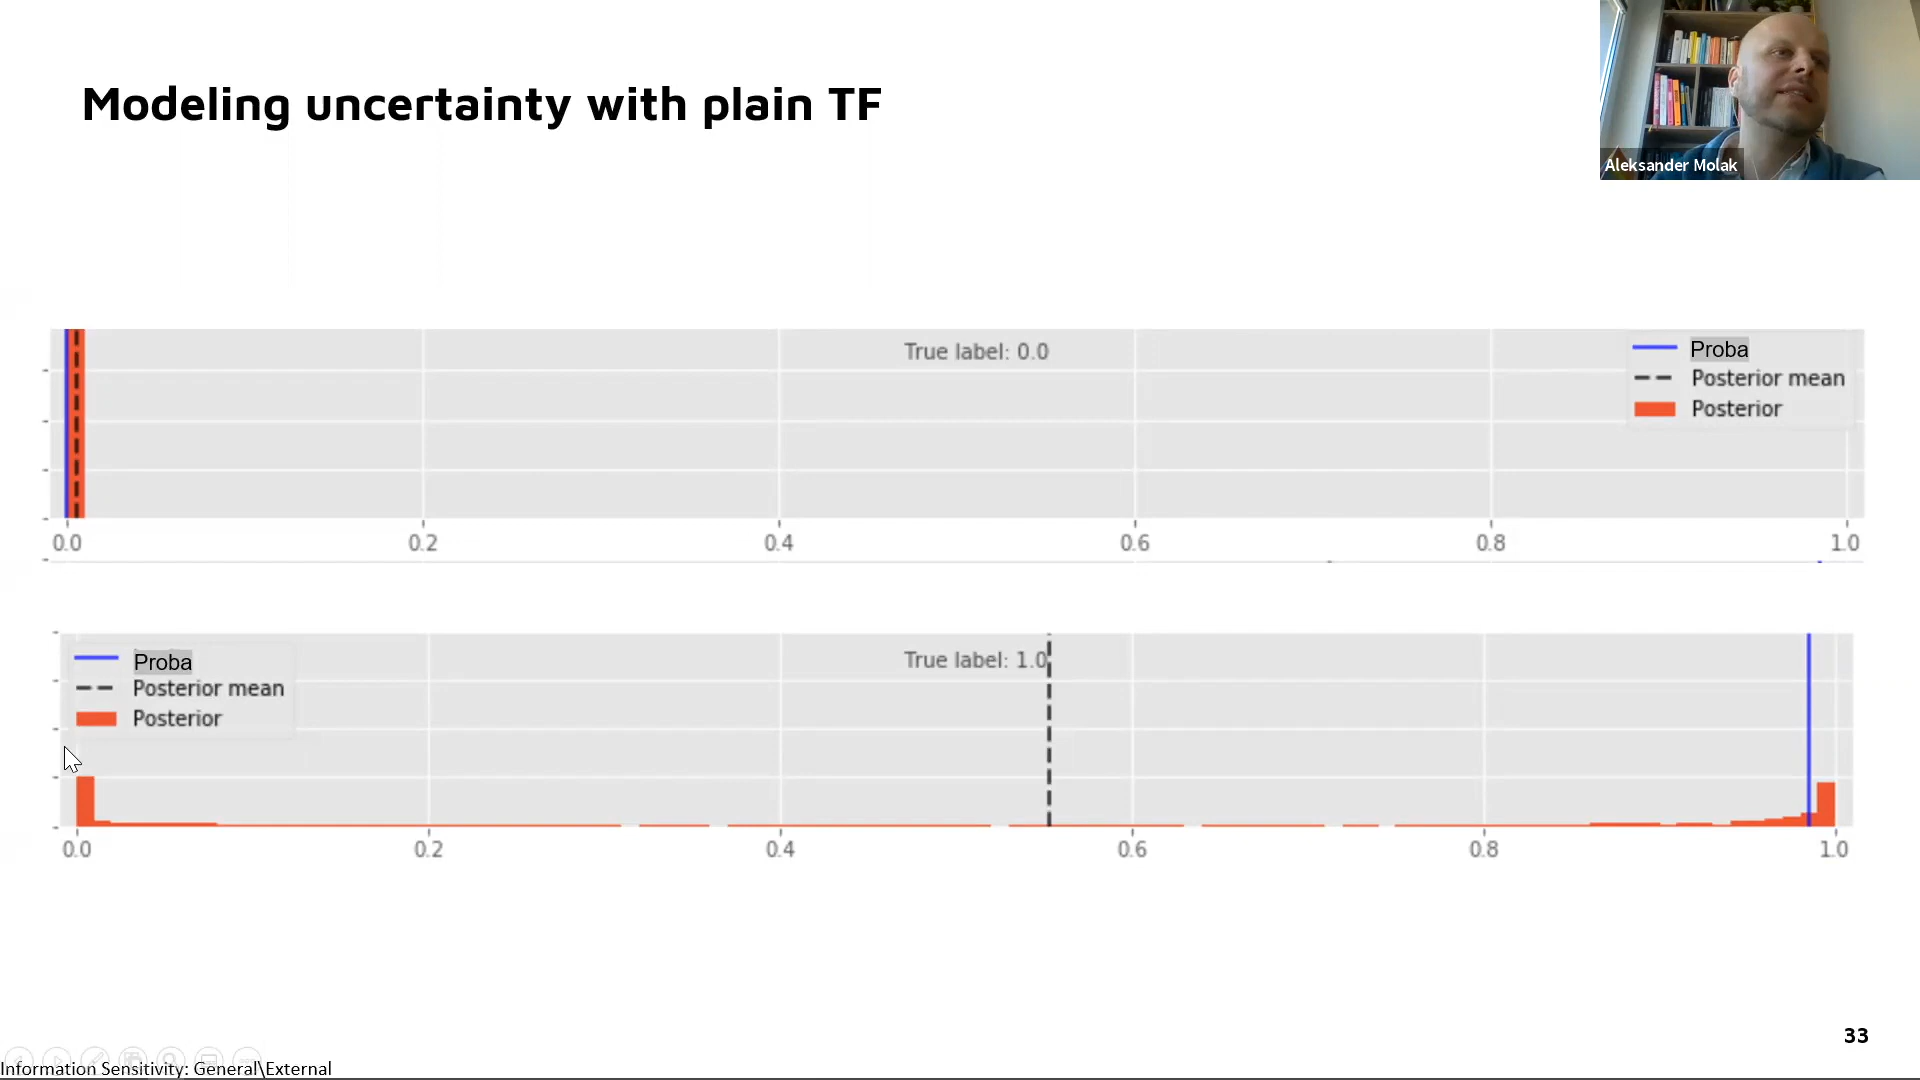 Modeling uncertainty with plain TF
Aleksander Molak
True label: 0.0
Proba
Posterior mean
Posterior
0.0 0.2 0.4 0.6 0.8 1.0
Proba
Posterior mean
Posterior
True label: 1.0
0.0 0.2 0.4 0.6 0.8 1.0
33
Information Sensitivity: General\External